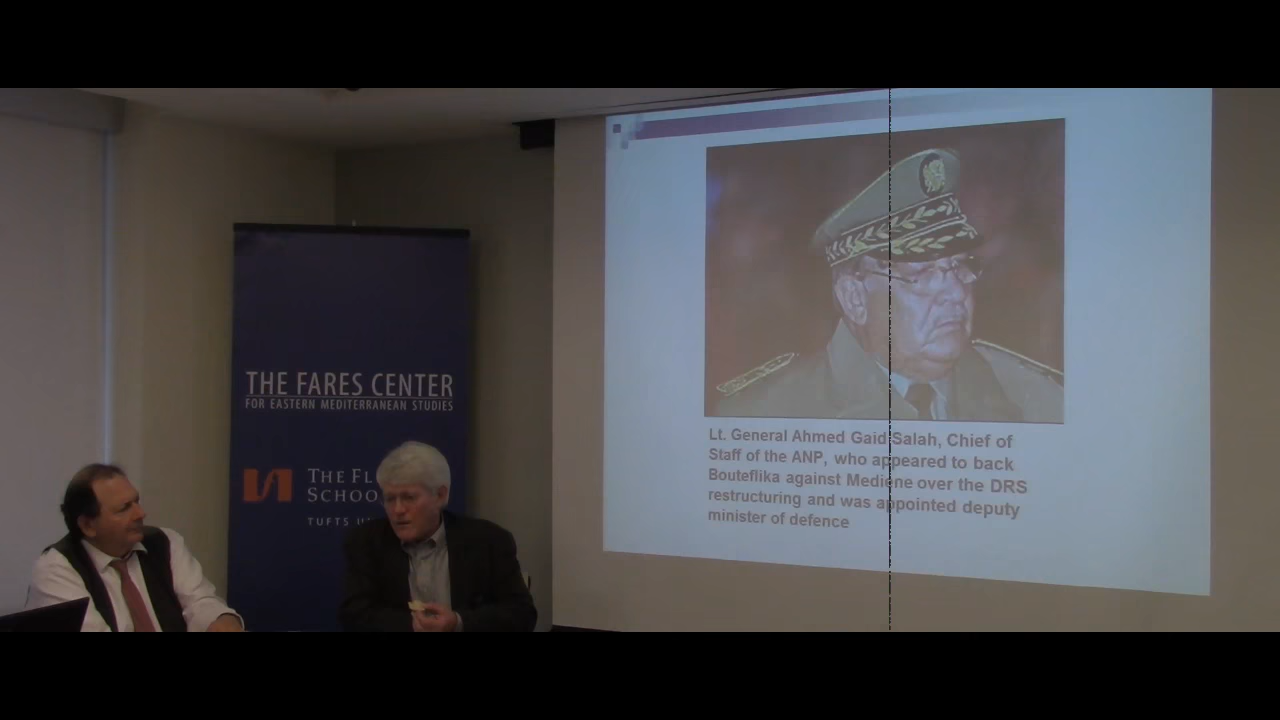 THE FARES CENTER
FOR EASTERN MEDITERRANEAN STUDIES
THE
SCHOO
TUFTS
Lt. General Ahmed Gaid Salah, Chief of
Staff of the ANP, who appeared to back
Bouteflika against Mediene over the DRS
restructuring and was appointed deputy
minister of defence